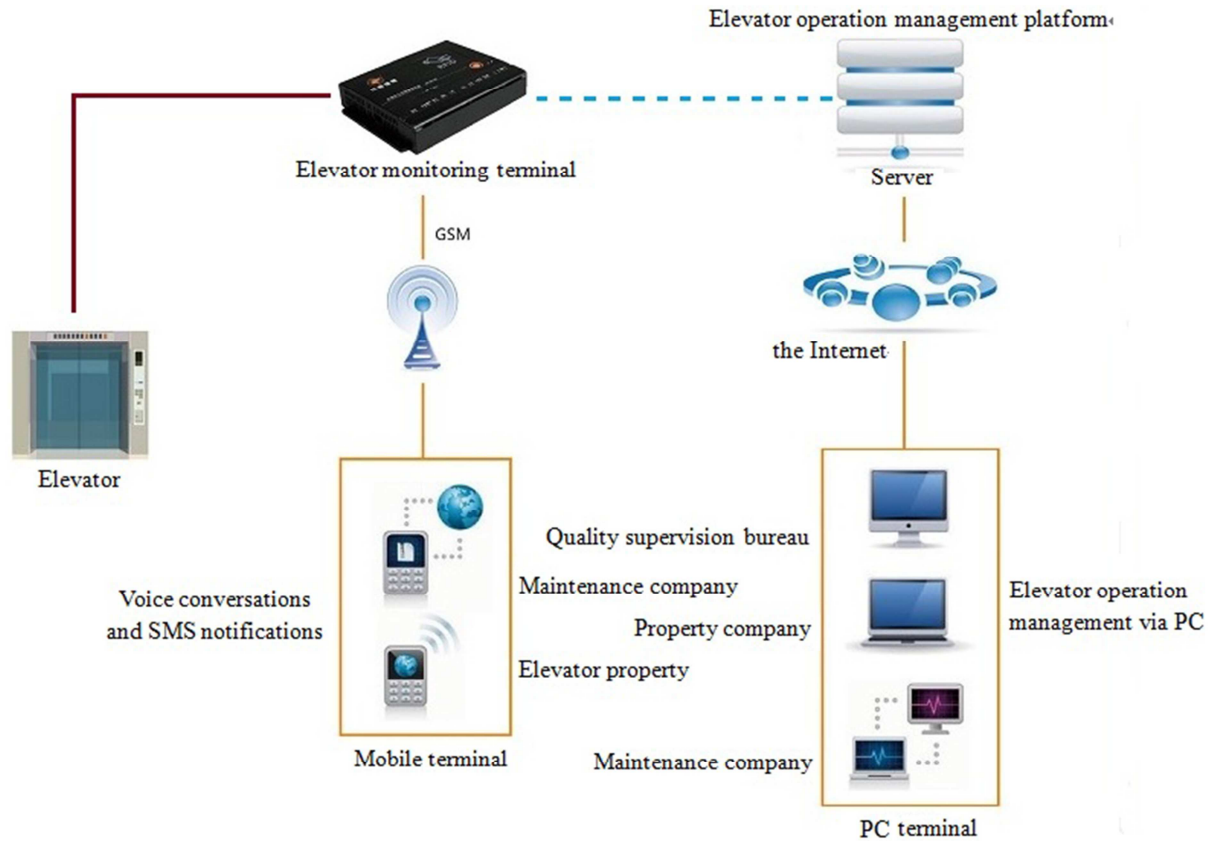 Elevator operation management platform
Elevator monitoring terminal
Server
GSM
the Internet
Elevator
Quality supervision bureau
Maintenance company
Voice conversations
and SMS notifications
Property company
Elevator operation
management via PC
Elevator property
Mobile terminal
Maintenance company
PC terminal